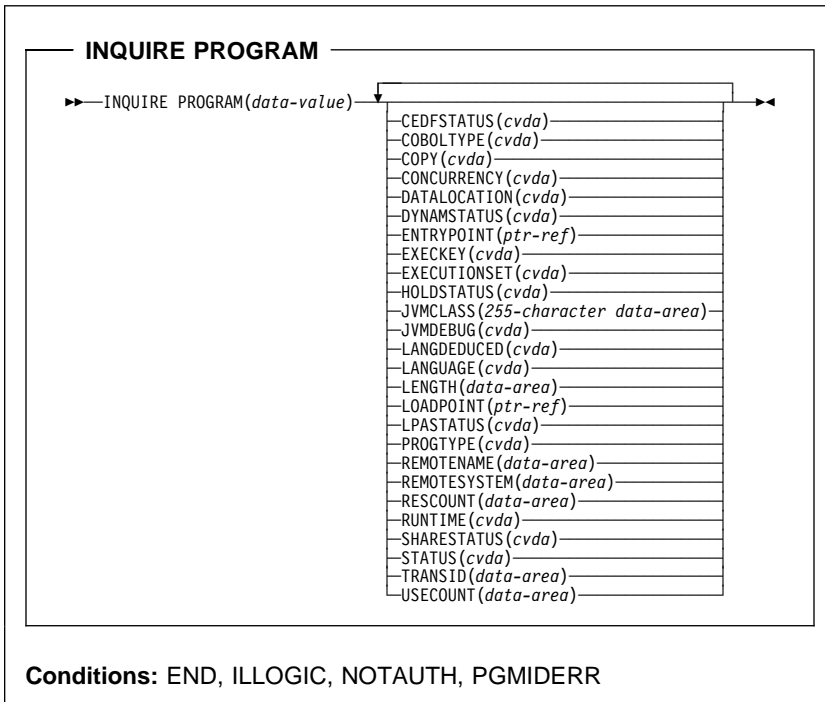 INQUIRE PROGRAM
INQUIRE PROGRAM(data-value)
CEDFSTATUS(cvda)
COBOLTYPE(cvda)
COPY(cvda)
CONCURRENCY(cvda)
DATALOCATION(cvda)
DYNAMSTATUS(cvda)
ENTRYPOINT(ptr-ref)
EXECKEY(cvda)
EXECUTIONSET(cvda)
HOLDSTATUS(cvda)
JVMCLASS(255-character data-area)
JVMDEBUG(cvda)
LANGDEDUCED(cvda)
LANGUAGE(cvda)
LENGTH(data-area)
LOADPOINT(ptr-ref)
LPASTATUS(cvda)
PROGTYPE(cvda)
REMOTENAME(data-area)
REMOTESYSTEM(data-area)
RESCOUNT(data-area)
RUNTIME(cvda)
SHARESTATUS(cvda)
STATUS(cvda)
TRANSID(data-area)
USECOUNT(data-area)
Conditions: END, ILLOGIC, NOTAUTH, PGMIDERR